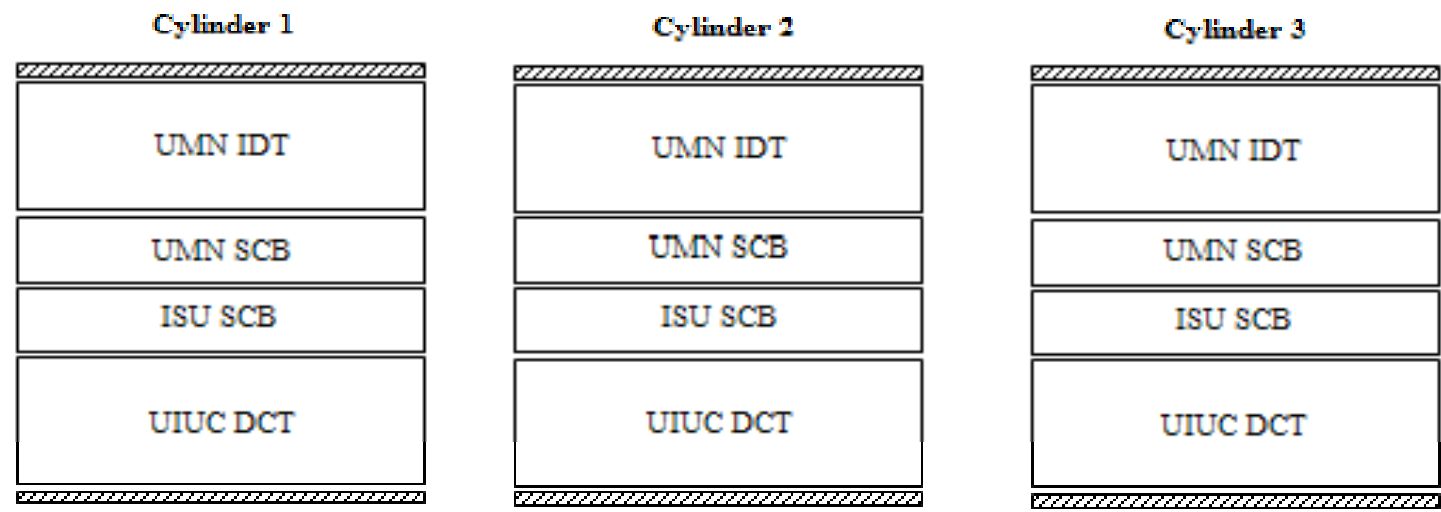 Cylinder 1
UMN IDT
UMN SCB
ISU SCB
UIUC DCT
Cylinder 2
UMN IDT
UMN SCB
ISU SCB
UIUC DCT
Cylinder 3
UMN IDT
UMN SCB
ISU SCB
UIUC DCT